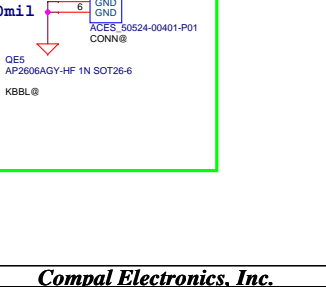 GND
0mil 6 GND
ACES_50524-00401-P01
CONN@
QE5
AP2606AGY-HF 1N SOT26-6
KBBL@
Compal Electronics, Inc.